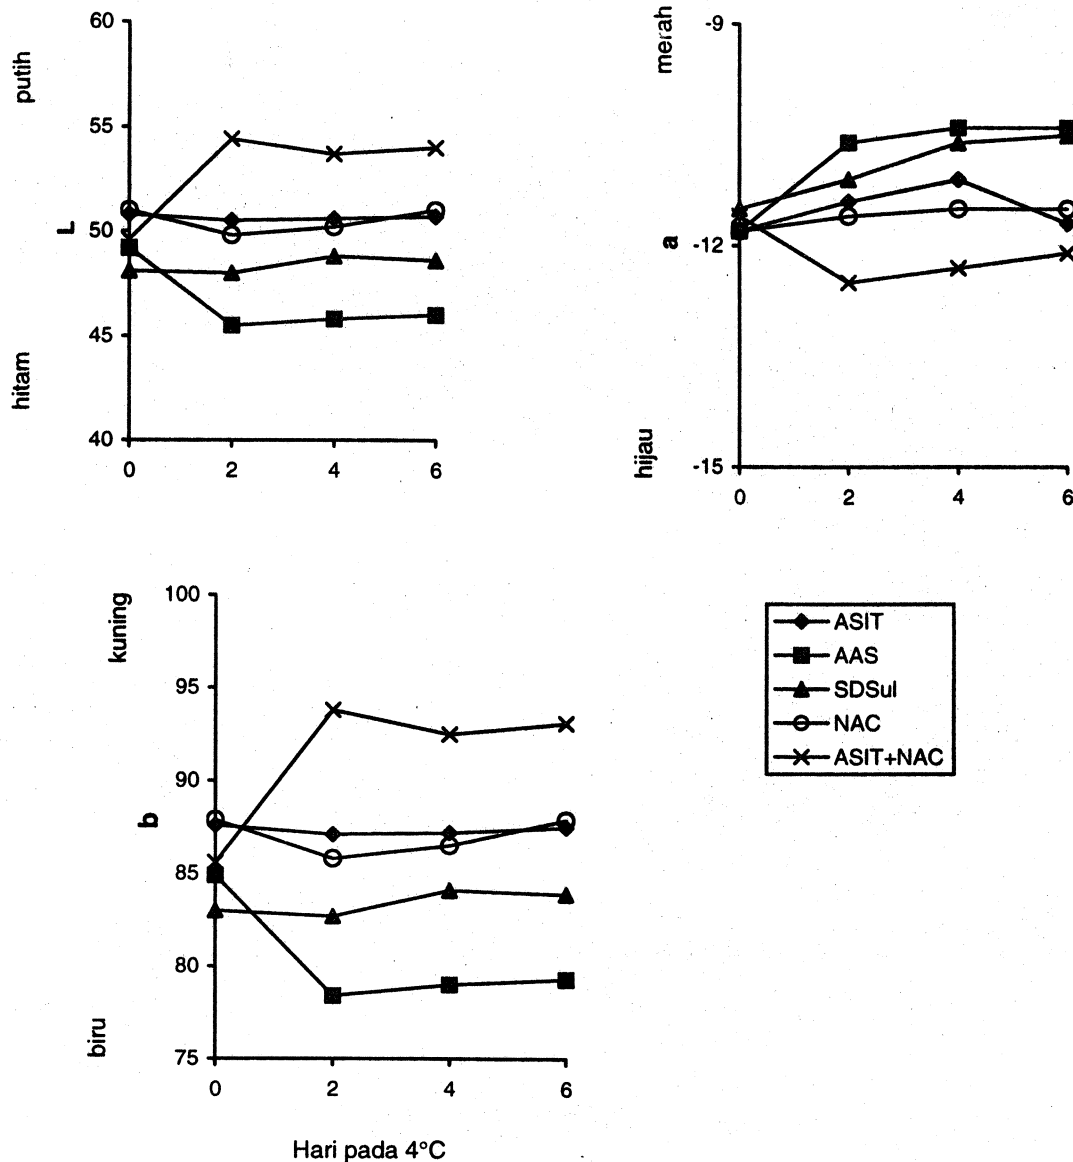 putih
L
hitam
60
55
50
45
40
0 2 4 6
merah
a
hijau
-9
-12
-15
0 2 4 6
kuning
b
biru
100
95
90
85
80
75
0 2 4 6
Hari pada 4°C
ASIT
AAS
SDSul
NAC
ASIT+NAC